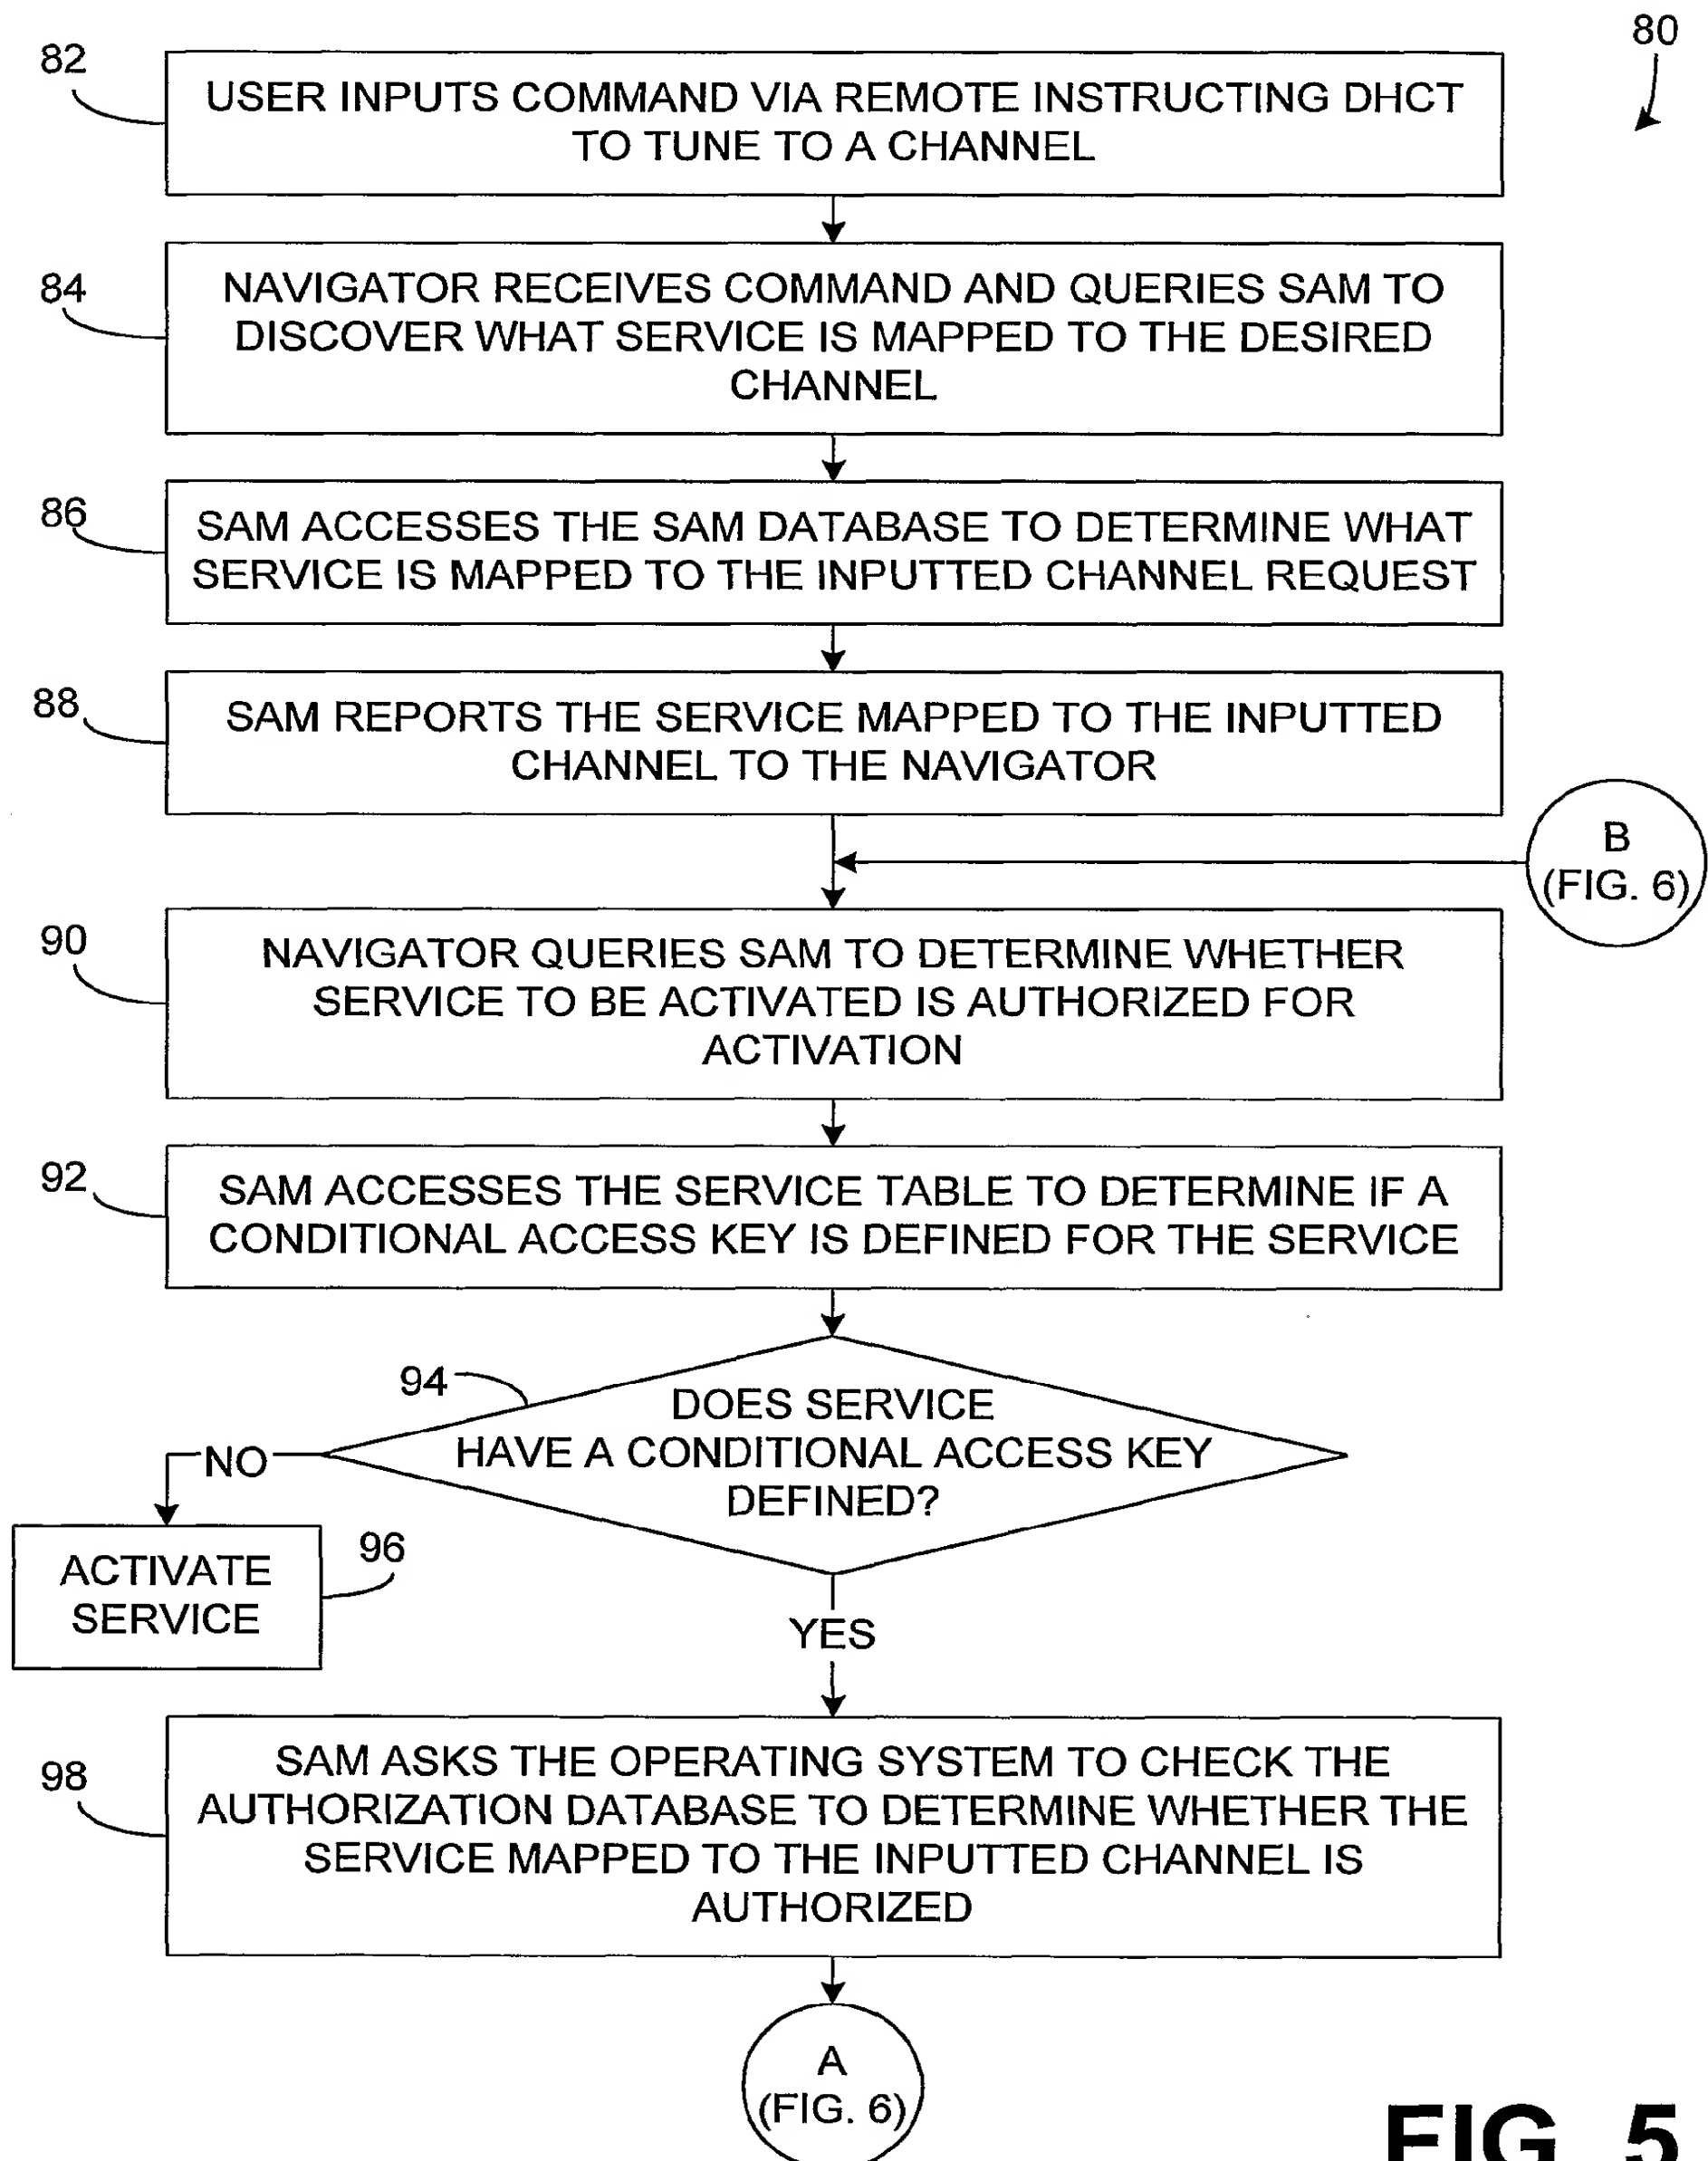 80
82
USER INPUTS COMMAND VIA REMOTE INSTRUCTING DHCT
TO TUNE TO A CHANNEL
84
NAVIGATOR RECEIVES COMMAND AND QUERIES SAM TO
DISCOVER WHAT SERVICE IS MAPPED TO THE DESIRED
CHANNEL
86
SAM ACCESSES THE SAM DATABASE TO DETERMINE WHAT
SERVICE IS MAPPED TO THE INPUTTED CHANNEL REQUEST
88
SAM REPORTS THE SERVICE MAPPED TO THE INPUTTED
CHANNEL TO THE NAVIGATOR
B
(FIG. 6)
90
NAVIGATOR QUERIES SAM TO DETERMINE WHETHER
SERVICE TO BE ACTIVATED IS AUTHORIZED FOR
ACTIVATION
92
SAM ACCESSES THE SERVICE TABLE TO DETERMINE IF A
CONDITIONAL ACCESS KEY IS DEFINED FOR THE SERVICE
94
DOES SERVICE
HAVE A CONDITIONAL ACCESS KEY
DEFINED?
NO
ACTIVATE
SERVICE
96
YES
98
SAM ASKS THE OPERATING SYSTEM TO CHECK THE
AUTHORIZATION DATABASE TO DETERMINE WHETHER THE
SERVICE MAPPED TO THE INPUTTED CHANNEL IS
AUTHORIZED
A
(FIG. 6)
FIG. 5